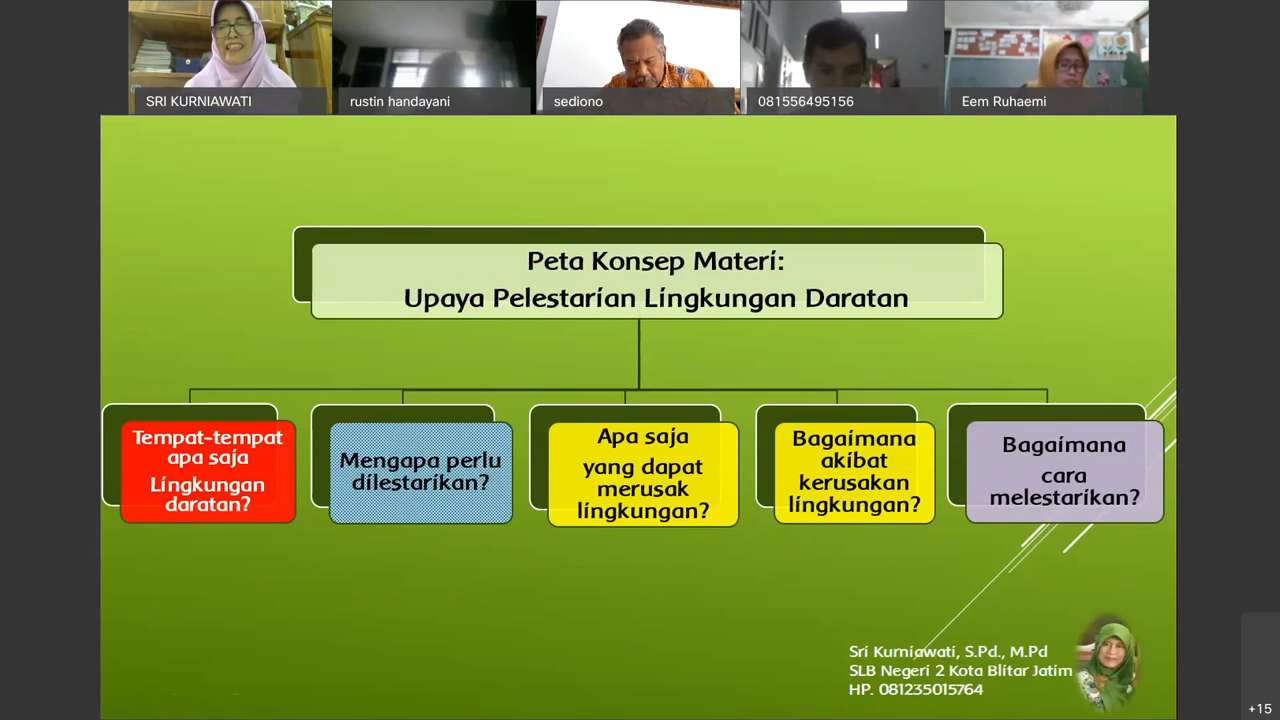 SRI KURNIAWATI
rustin handayani
sediono
081556495156
Eem Ruhaemi
Peta Konsep Materi:
Upaya Pelestarian Lingkungan Daratan
Tempat-tempat
apa saja
Lingkungan
daratan?
Mengapa perlu
dilestarikan?
Apa saja
yang dapat
merusak
lingkungan?
Bagaimana
akibat
kerusakan
lingkungan?
Bagaimana
cara
melestarikan?
Sri Kurniawati, S.Pd., M.Pd
SLB Negeri 2 Kota Blitar Jatim
HP. 081235015764
+15